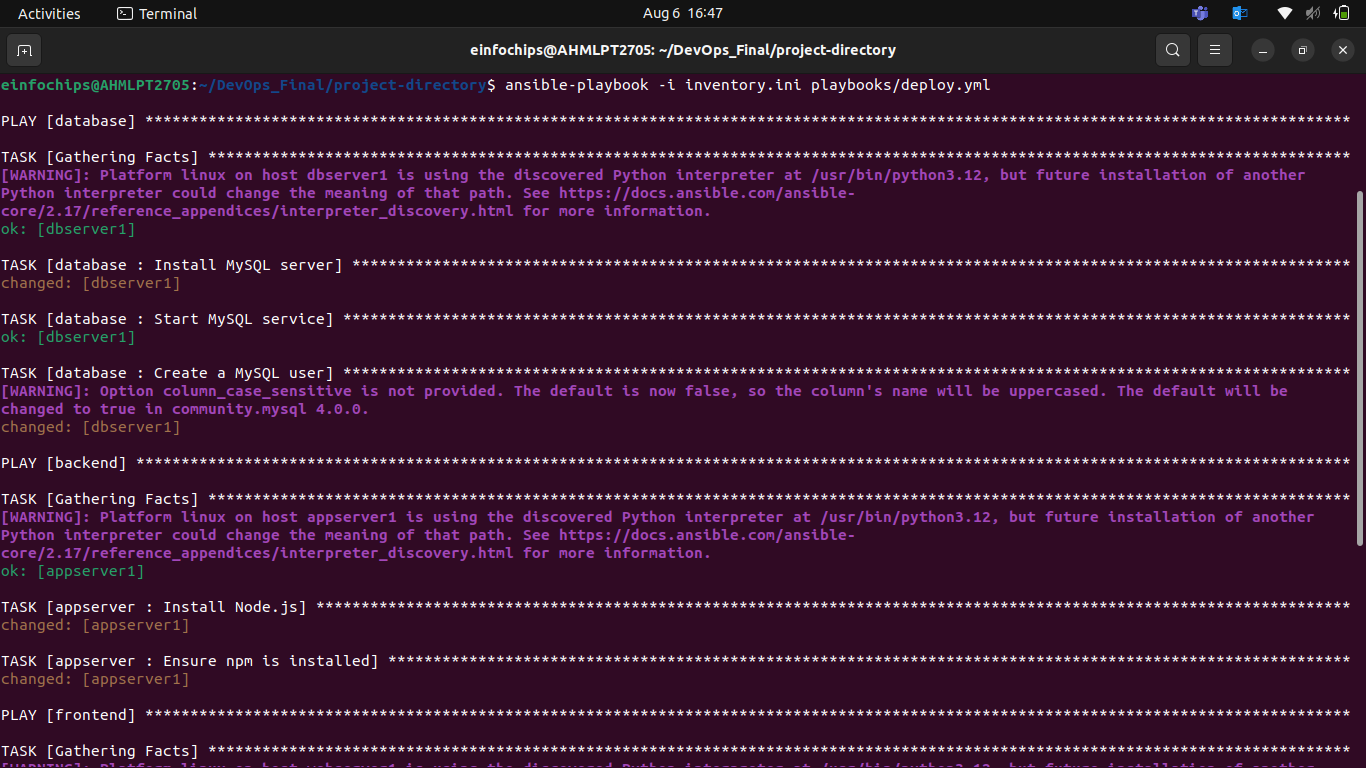 Activities
Terminal
Aug 6 16:47
einfochips@AHMLPT2705: ~/DevOps_Final/project-directory
einfochips@AHMLPT2705:~/DevOps_Final/project-directory$ ansible-playbook -i inventory.ini playbooks/deploy.yml
PLAY [database] **************************************************************************************************************************************
TASK [Gathering Facts] *******************************************************************************************************************************
[WARNING]: Platform linux on host dbserver1 is using the discovered Python interpreter at /usr/bin/python3.12, but future installation of another
Python interpreter could change the meaning of that path. See https://docs.ansible.com/ansible-
core/2.17/reference_appendices/interpreter_discovery.html for more information.
ok: [dbserver1]
TASK [database : Install MySQL server] ***************************************************************************************************************
changed: [dbserver1]
TASK [database : Start MySQL service] ****************************************************************************************************************
ok: [dbserver1]
TASK [database : Create a MySQL user] ****************************************************************************************************************
[WARNING]: Option column_case_sensitive is not provided. The default is now false, so the column's name will be uppercased. The default will be
changed to true in community.mysql 4.0.0.
changed: [dbserver1]
PLAY [backend] ***************************************************************************************************************************************
TASK [Gathering Facts] *******************************************************************************************************************************
[WARNING]: Platform linux on host appserver1 is using the discovered Python interpreter at /usr/bin/python3.12, but future installation of another
Python interpreter could change the meaning of that path. See https://docs.ansible.com/ansible-
core/2.17/reference_appendices/interpreter_discovery.html for more information.
ok: [appserver1]
TASK [appserver : Install Node.js] *******************************************************************************************************************
changed: [appserver1]
TASK [appserver : Ensure npm is installed] ***********************************************************************************************************
changed: [appserver1]
PLAY [frontend] **************************************************************************************************************************************
TASK [Gathering Facts] *******************************************************************************************************************************